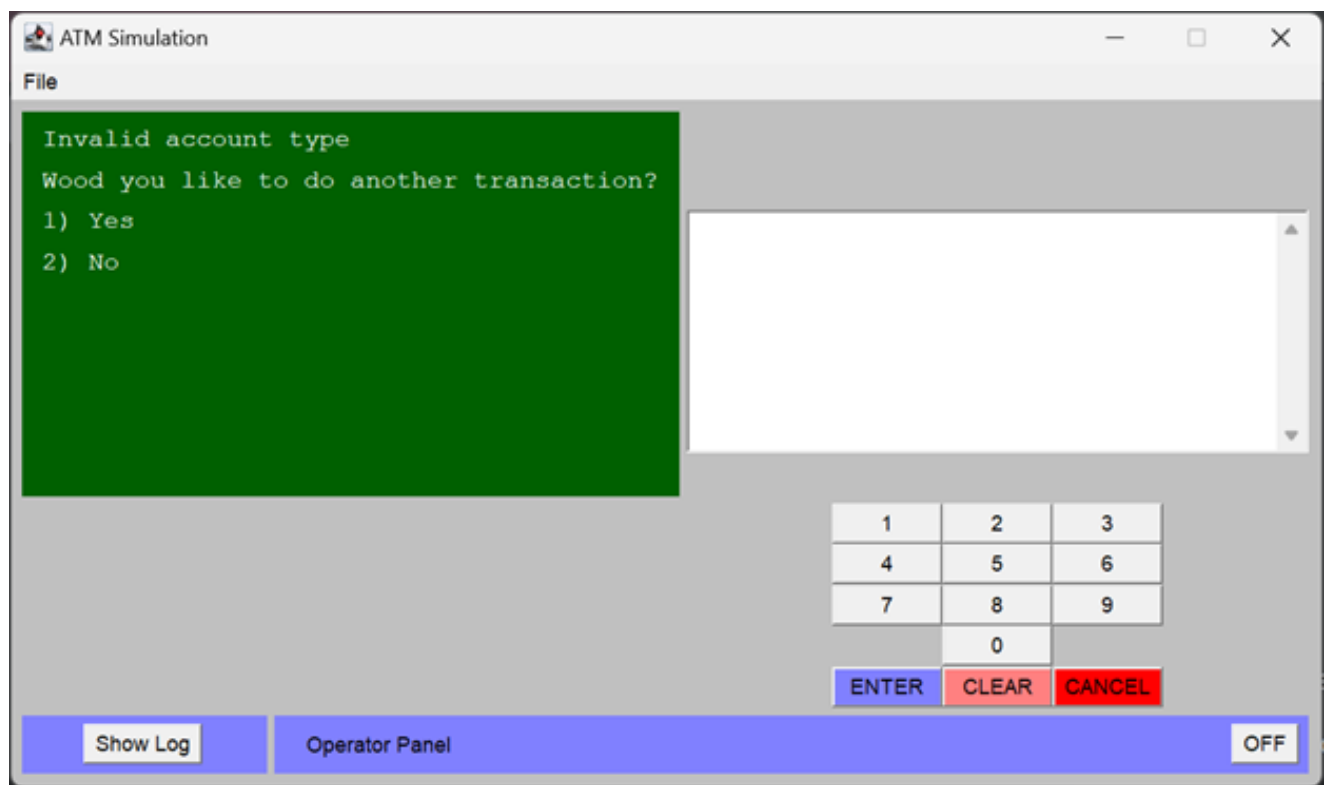 ATM Simulation
File
Invalid account type
Wood you like to do another transaction?
1) Yes
2) No
1 2 3
4 5 6
7 8 9
0
ENTER CLEAR CANCEL
Show Log Operator Panel OFF